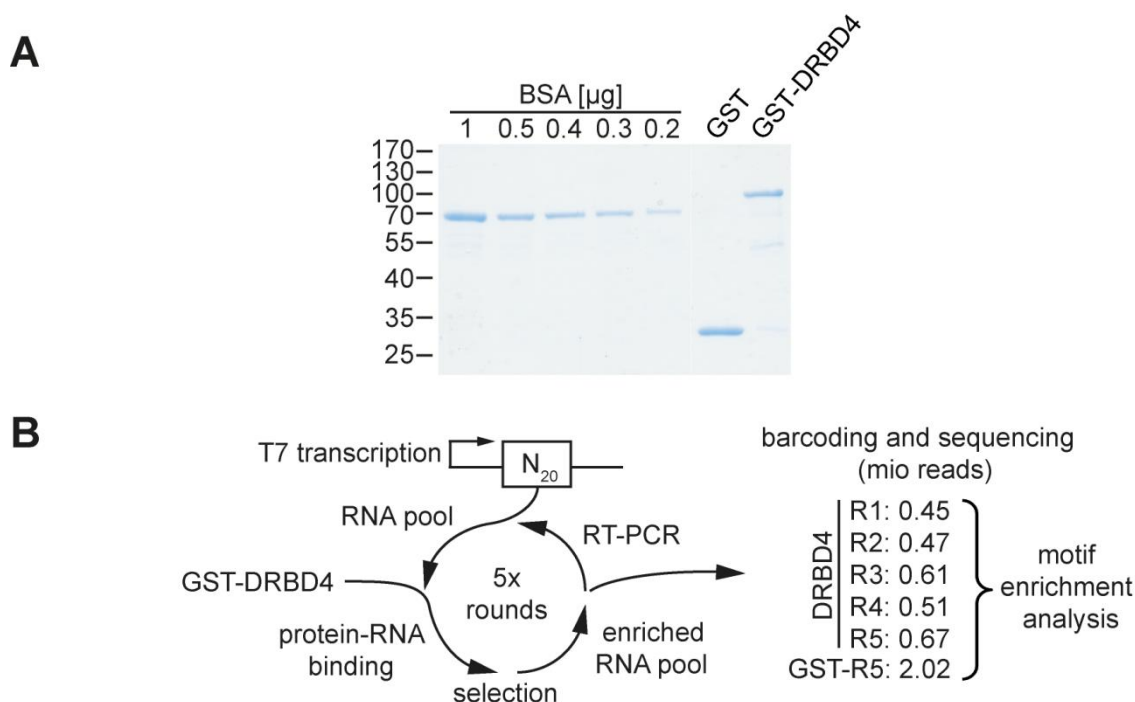 A
BSA [µg]
1 0.5 0.4 0.3 0.2
GST
GST-DRBD4
170
130
100
70
55
40
35
25
B
T7 transcription
N20
RNA pool
RT-PCR
GST-DRBD4
5x
rounds
protein-RNA
binding
enriched
RNA pool
selection
barcoding and sequencing
(mio reads)
DRBD4
R1: 0.45
R2: 0.47
R3: 0.61
R4: 0.51
R5: 0.67
GST-R5: 2.02
motif
enrichment
analysis